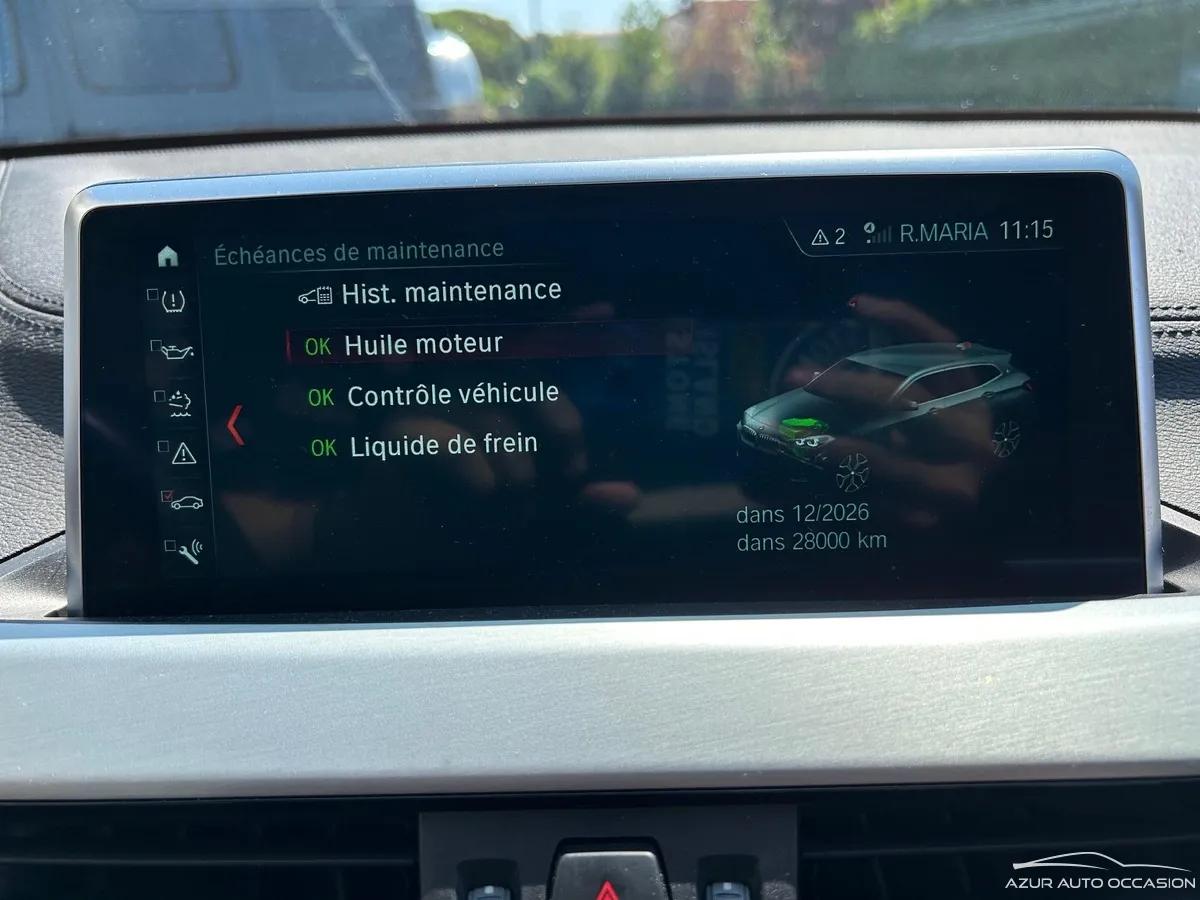 Échéances de maintenance
2 R.MARIA 11:15
Hist. maintenance
OK Huile moteur
OK Contrôle véhicule
OK Liquide de frein
dans 12/2026
dans 28000 km
AZUR AUTO OCCASION